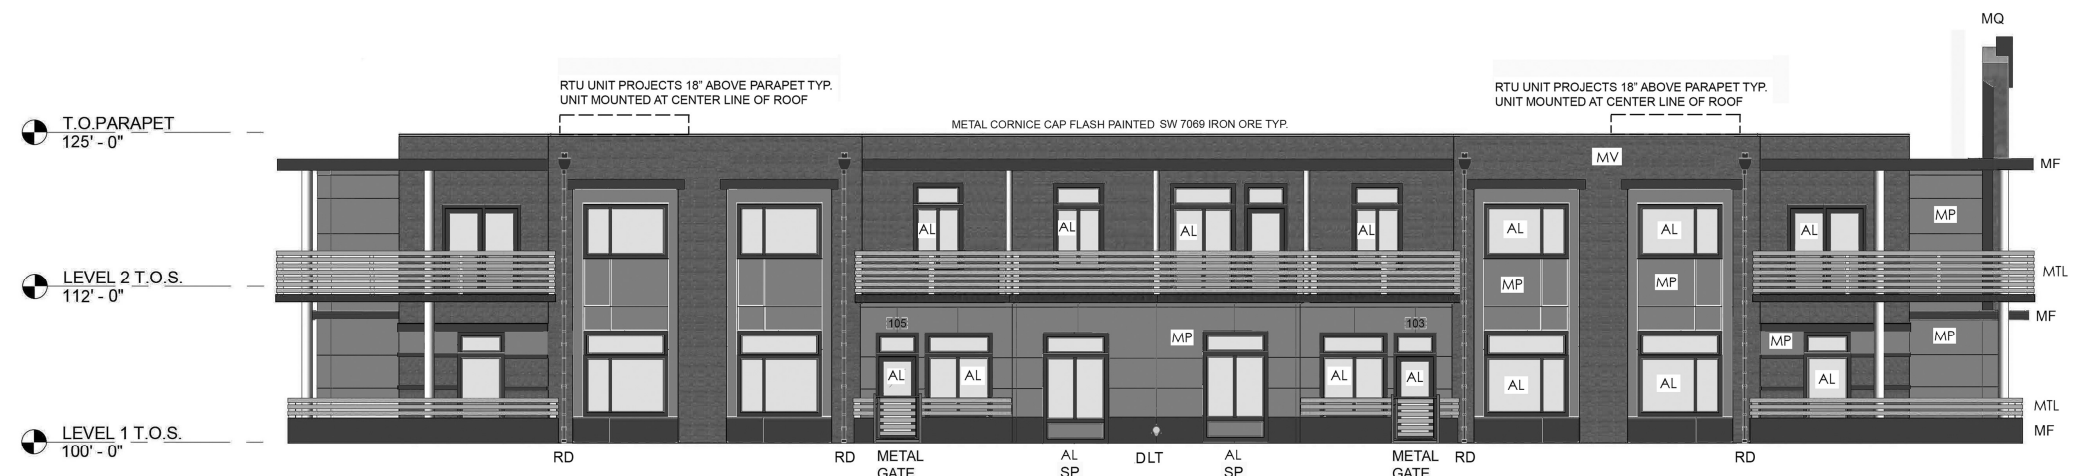 MQ
RTU UNIT PROJECTS 18" ABOVE PARAPET TYP.
UNIT MOUNTED AT CENTER LINE OF ROOF
RTU UNIT PROJECTS 18" ABOVE PARAPET TYP.
UNIT MOUNTED AT CENTER LINE OF ROOF
T.O.PARAPET
125' - 0"
METAL CORNICE CAP FLASH PAINTED SW 7069 IRON ORE TYP.
MV
MF
MP
AL
AL
AL
AL
AL
AL
AL
LEVEL 2 T.O.S.
112' - 0"
MTL
MP
MP
MF
105
103
MP
MP
MP
AL
AL
AL
AL
AL
AL
AL
MTL
LEVEL 1 T.O.S.
100' - 0"
MF
RD
RD
METAL
GATE
AL
SP
DLT
AL
SP
METAL
GATE
RD
RD